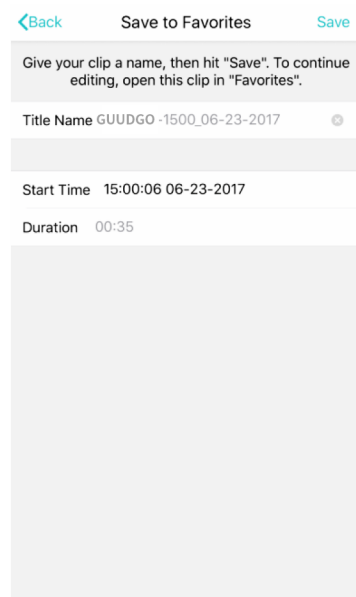 Back Save to Favorites Save
Give your clip a name, then hit "Save". To continue
editing, open this clip in "Favorites".
Title Name GUUDGO -1500_06-23-2017
Start Time 15:00:06 06-23-2017
Duration 00:35